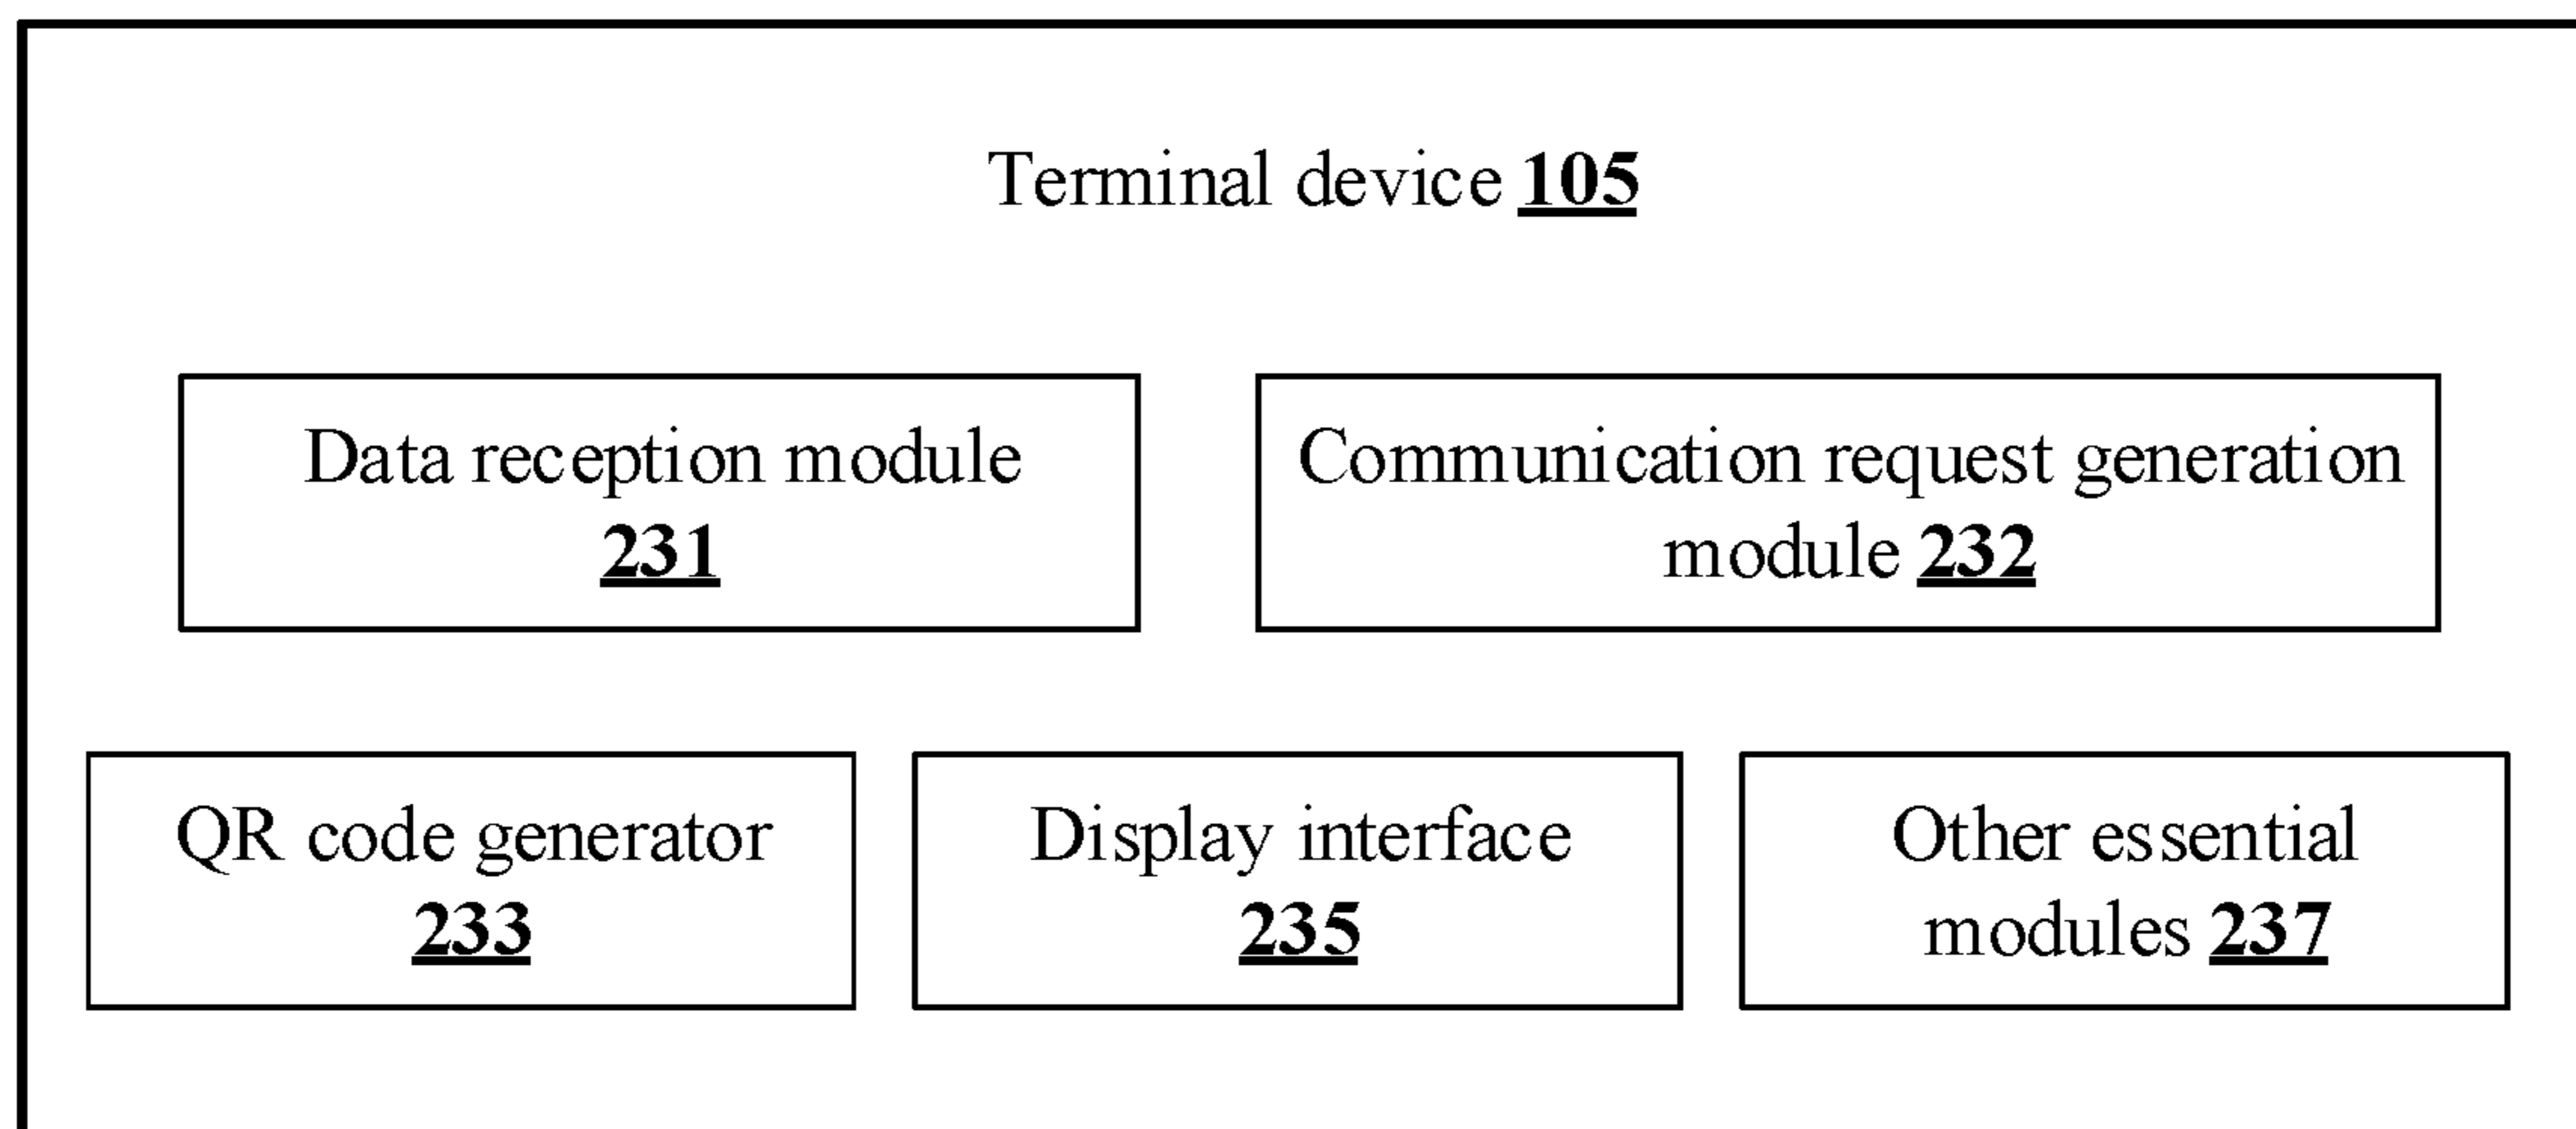 Terminal device 105
Data reception module
231
Communication request generation
module 232
QR code generator
233
Display interface
235
Other essential
modules 237